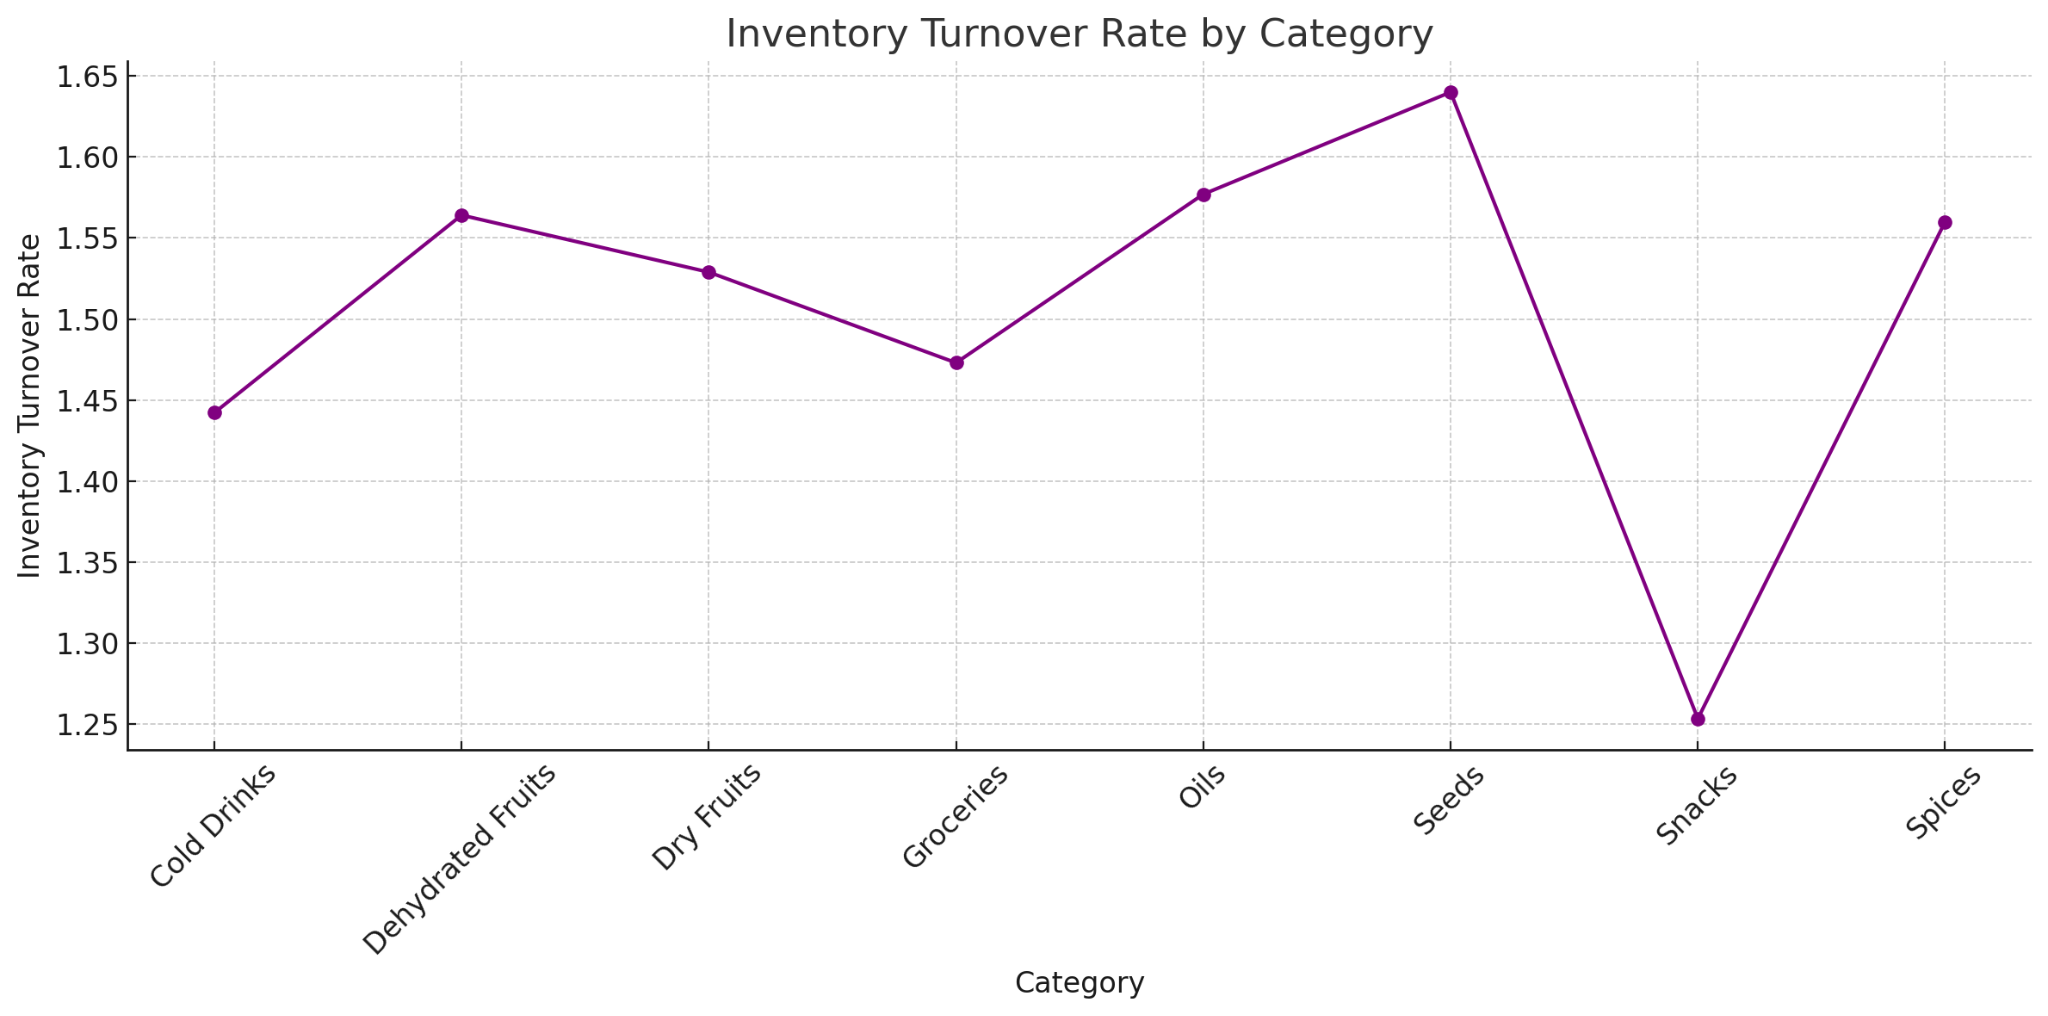 Inventory Turnover Rate by Category
Inventory Turnover Rate
1.65
1.60
1.55
1.50
1.45
1.40
1.35
1.30
1.25
Cold Drinks
Dehydrated Fruits
Dry Fruits
Groceries
Oils
Seeds
Snacks
Spices
Category